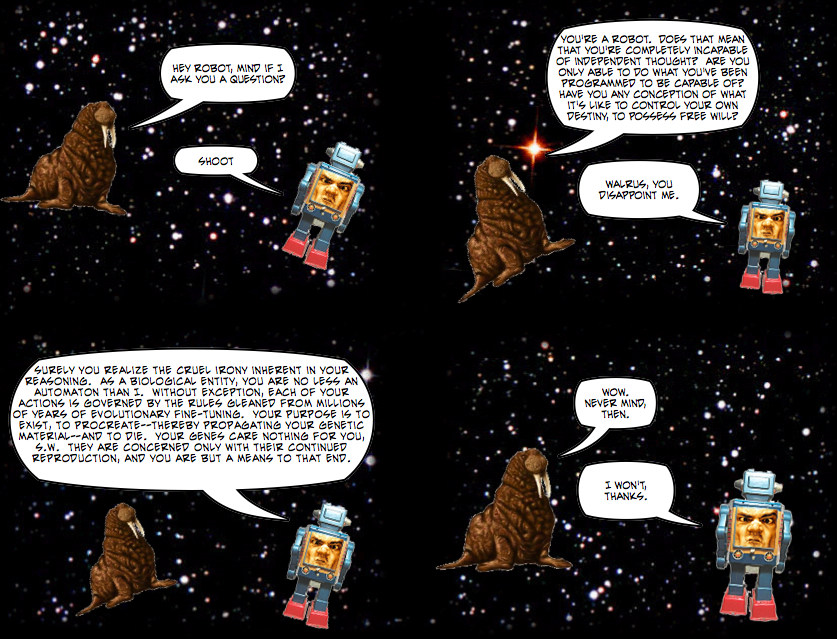 HEY ROBOT, MIND IF I
ASK YOU A QUESTION?
SHOOT
YOU'RE A ROBOT. DOES THAT MEAN
THAT YOU'RE COMPLETELY INCAPABLE
OF INDEPENDENT THOUGHT? ARE YOU
ONLY ABLE TO DO WHAT YOU'VE BEEN
PROGRAMMED TO BE CAPABLE OF?
HAVE YOU ANY CONCEPTION OF WHAT
IT'S LIKE TO CONTROL YOUR OWN
DESTINY, TO POSSESS FREE WILL?
WALRUS, YOU
DISAPPOINT ME.
SURELY YOU REALIZE THE CRUEL IRONY INHERENT IN YOUR
REASONING. AS A BIOLOGICAL ENTITY, YOU ARE NO LESS AN
AUTOMATON THAN I. WITHOUT EXCEPTION, EACH OF YOUR
ACTIONS IS GOVERNED BY THE RULES GLEANED FROM MILLIONS
OF YEARS OF EVOLUTIONARY FINE-TUNING. YOUR PURPOSE IS TO
EXIST, TO PROCREATE--THEREBY PROPAGATING YOUR GENETIC
MATERIAL--AND TO DIE. YOUR GENES CARE NOTHING FOR YOU,
S.W. THEY ARE CONCERNED ONLY WITH THEIR CONTINUED
REPRODUCTION, AND YOU ARE BUT A MEANS TO THAT END.
WOW.
NEVER MIND,
THEN.
I WON'T,
THANKS.